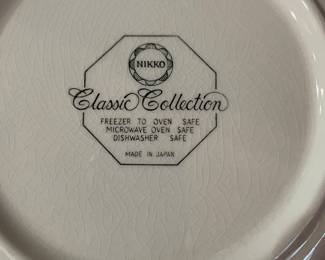 NIKKO
Classic Collection
FREEZER TO OVEN SAFE
MICROWAVE OVEN SAFE
DISHWASHER SAFE
MADE IN JAPAN